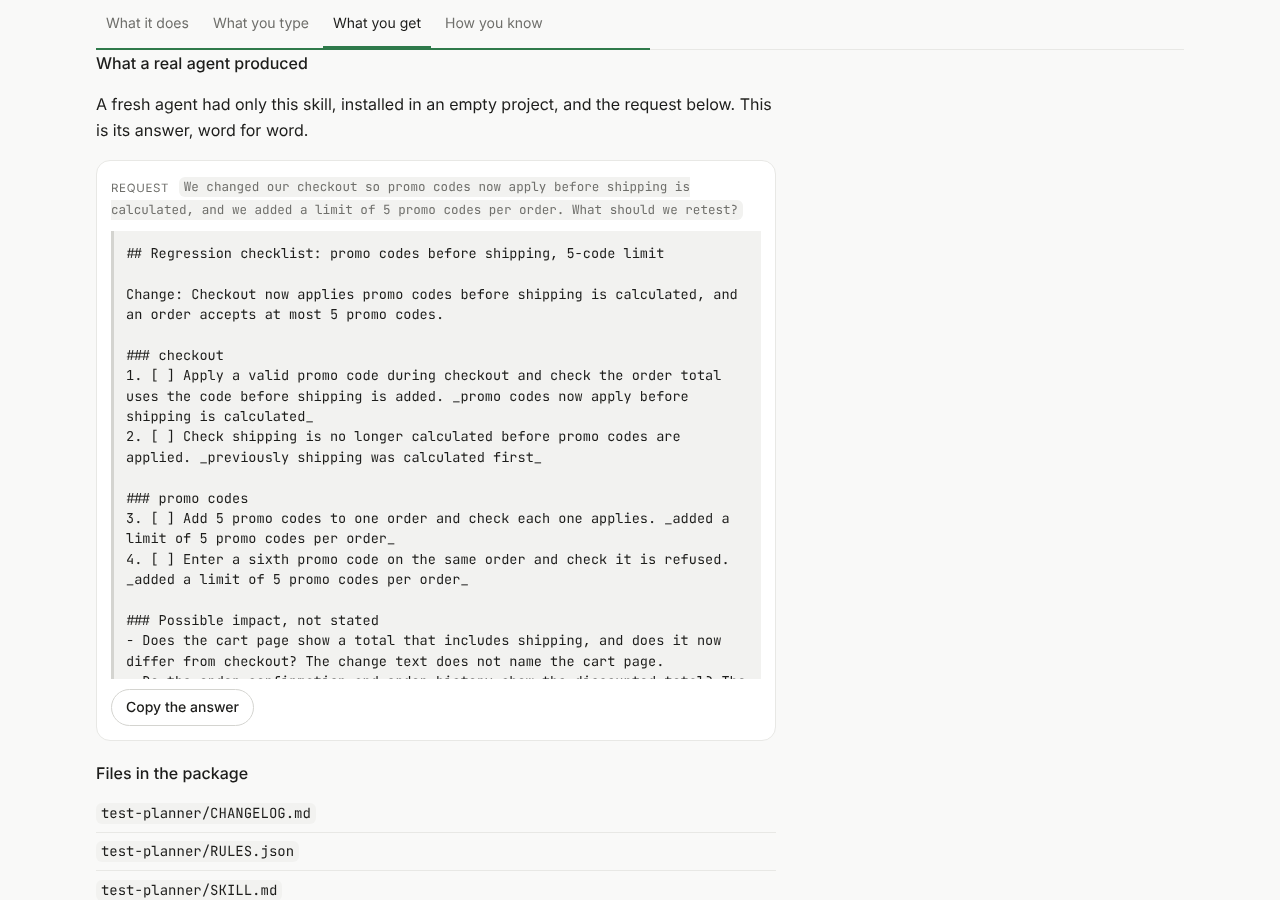 What it does What you type What you get How you know
What a real agent produced
A fresh agent had only this skill, installed in an empty project, and the request below. This
is its answer, word for word.
REQUEST We changed our checkout so promo codes now apply before shipping is
calculated, and we added a limit of 5 promo codes per order. What should we retest?
## Regression checklist: promo codes before shipping, 5-code limit
Change: Checkout now applies promo codes before shipping is calculated, and
an order accepts at most 5 promo codes.
### checkout
1. [ ] Apply a valid promo code during checkout and check the order total
uses the code before shipping is added. _promo codes now apply before
shipping is calculated_
2. [ ] Check shipping is no longer calculated before promo codes are
applied. _previously shipping was calculated first_
### promo codes
3. [ ] Add 5 promo codes to one order and check each one applies. _added a
limit of 5 promo codes per order_
4. [ ] Enter a sixth promo code on the same order and check it is refused.
_added a limit of 5 promo codes per order_
### Possible impact, not stated
- Does the cart page show a total that includes shipping, and does it now
differ from checkout? The change text does not name the cart page.
- Do the order confirmation and order history show the discounted total? The
Copy the answer
Files in the package
test-planner/CHANGELOG.md
test-planner/RULES.json
test-planner/SKILL.md